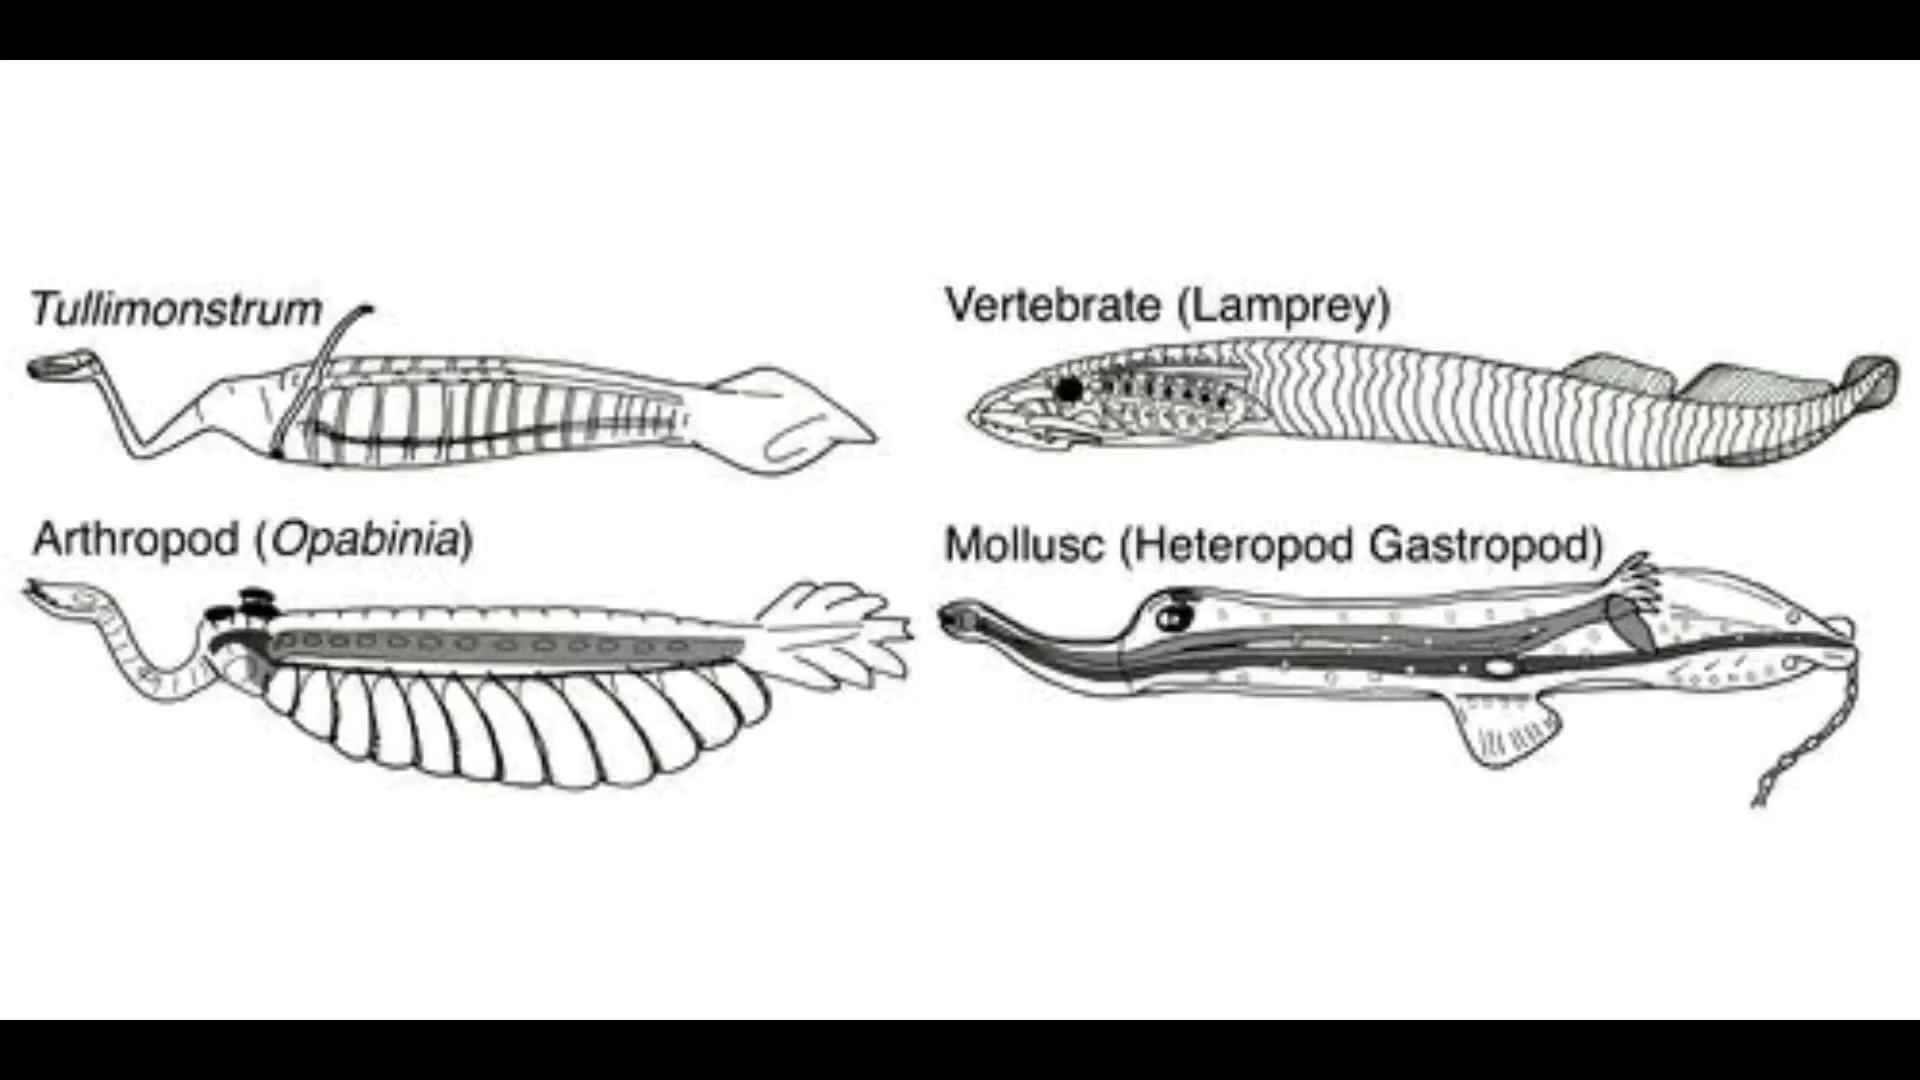 Tullimonstrum
Vertebrate (Lamprey)
Arthropod (Opabinia)
Mollusc (Heteropod Gastropod)